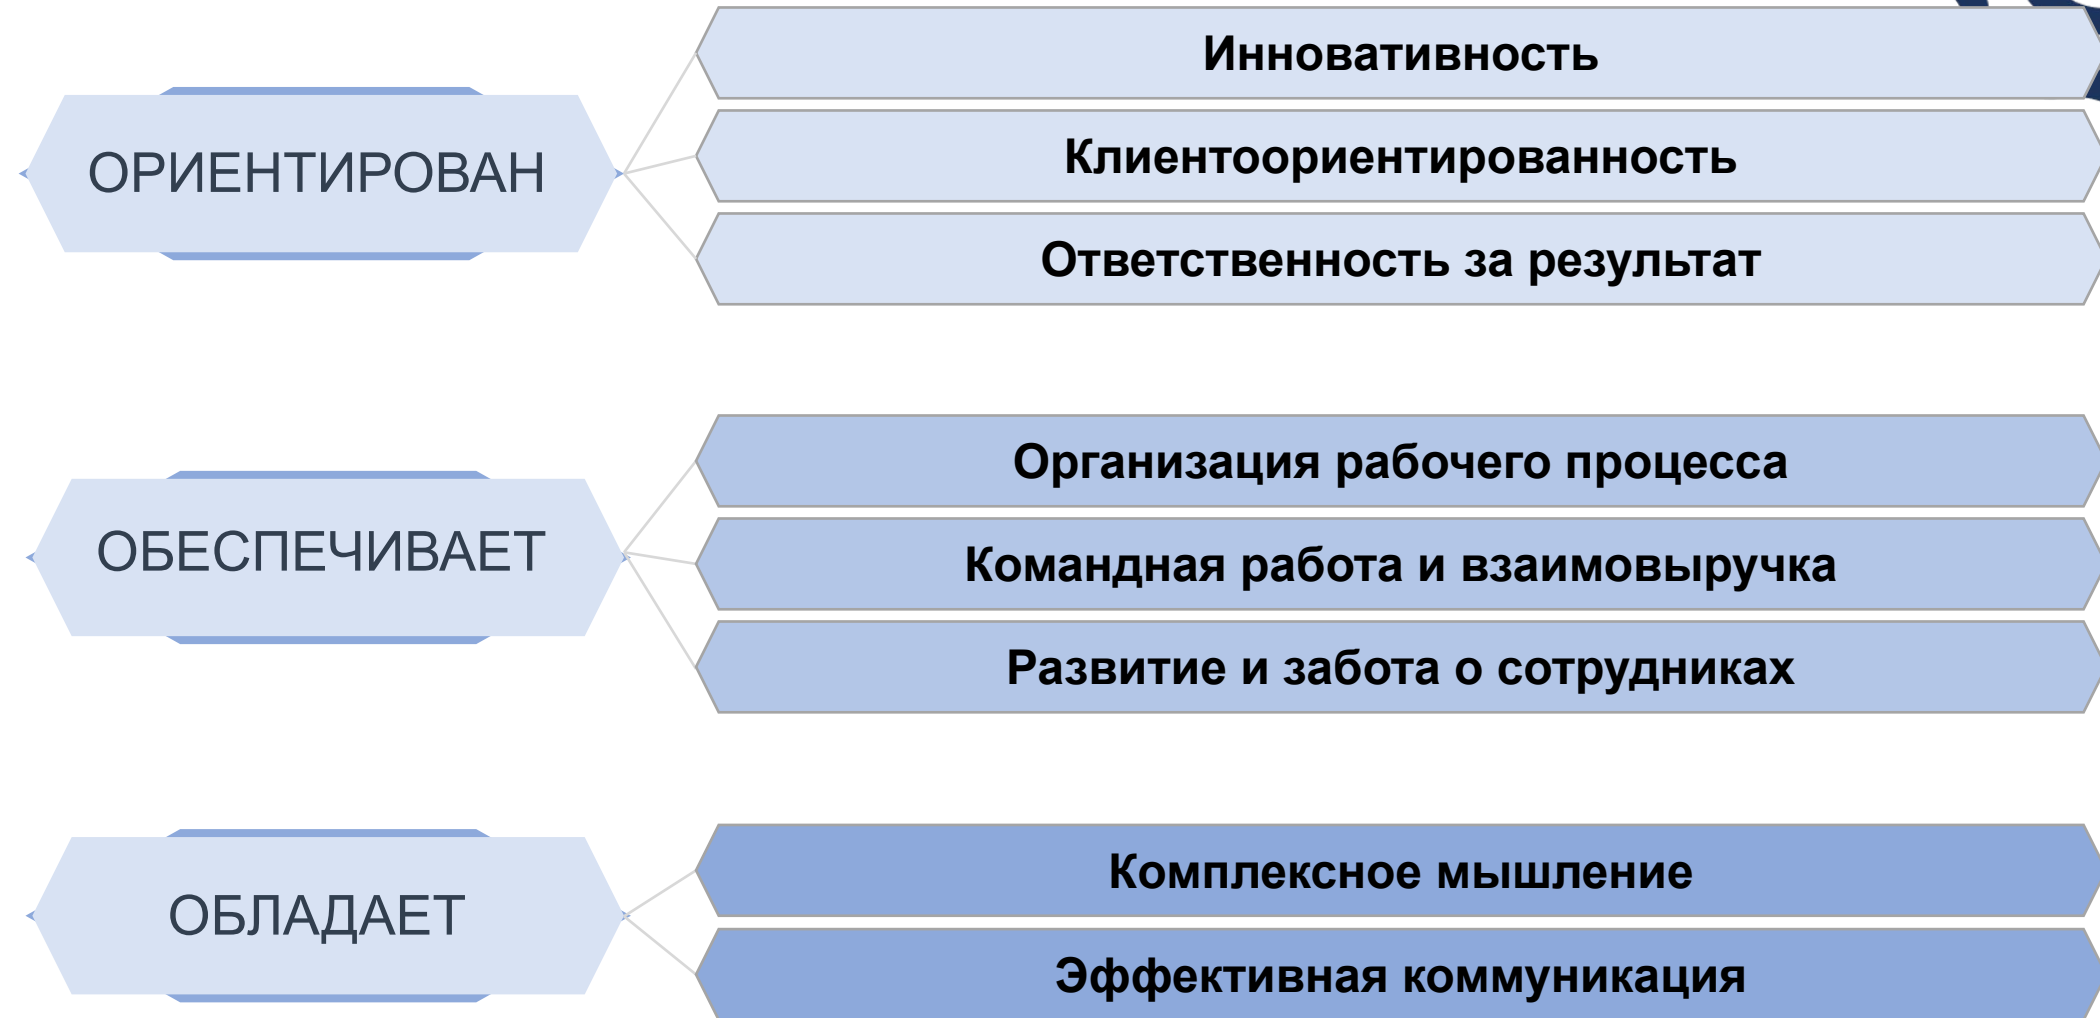 ОРИЕНТИРОВАН
Инновативность
Клиентоориентированность
Ответственность за результат
ОБЕСПЕЧИВАЕТ
Организация рабочего процесса
Командная работа и взаимовыручка
Развитие и забота о сотрудниках
ОБЛАДАЕТ
Комплексное мышление
Эффективная коммуникация